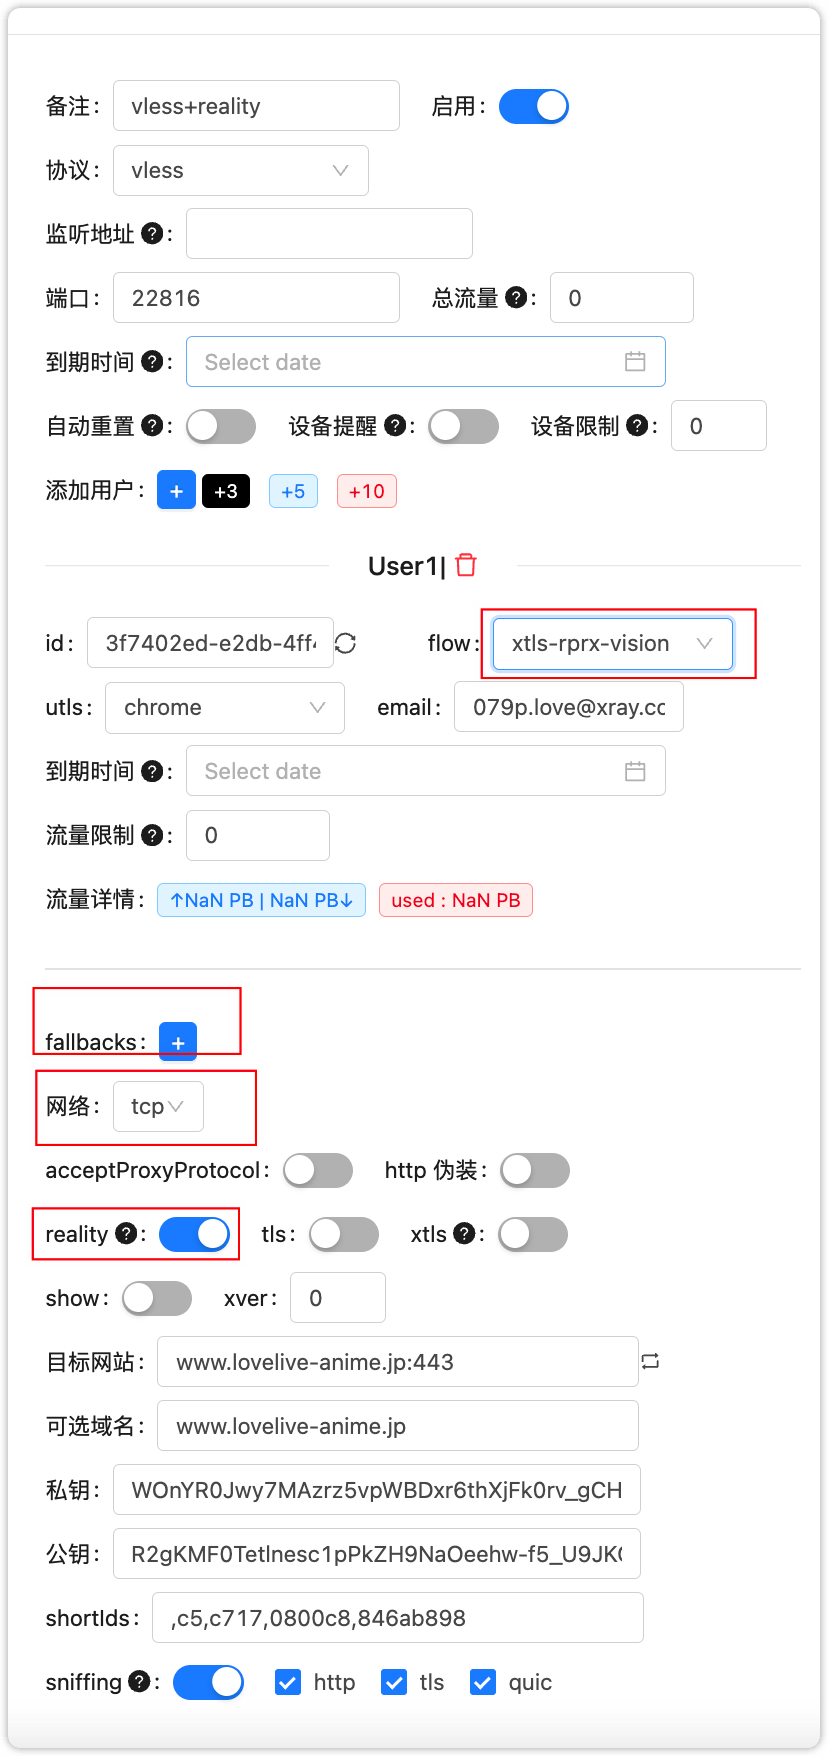 备注: vless+reality 启用:
协议: vless
监听地址 ? :
端口: 22816 总流量 ? : 0
到期时间 ? : Select date
自动重置 ? : 设备提醒 ? : 设备限制 ? : 0
添加用户: + +3 +5 +10
User1|
id: 3f7402ed-e2db-4ff4 flow: xtls-rprx-vision
utls: chrome email: 079p.love@xray.cc
到期时间 ? : Select date
流量限制 ? : 0
流量详情: ↑NaN PB | NaN PB↓ used : NaN PB
fallbacks: +
网络: tcp
acceptProxyProtocol: http 伪装:
reality ? : tls: xtls ? :
show: xver: 0
目标网站: www.lovelive-anime.jp:443
可选域名: www.lovelive-anime.jp
私钥: WOnYR0Jwy7MAzrz5vpWBDxr6thXjFk0rv_gCH
公钥: R2gKMF0Tetlnesc1pPkZH9NaOeehw-f5_U9JK
shortIds: ,c5,c717,0800c8,846ab898
sniffing ? : http tls quic